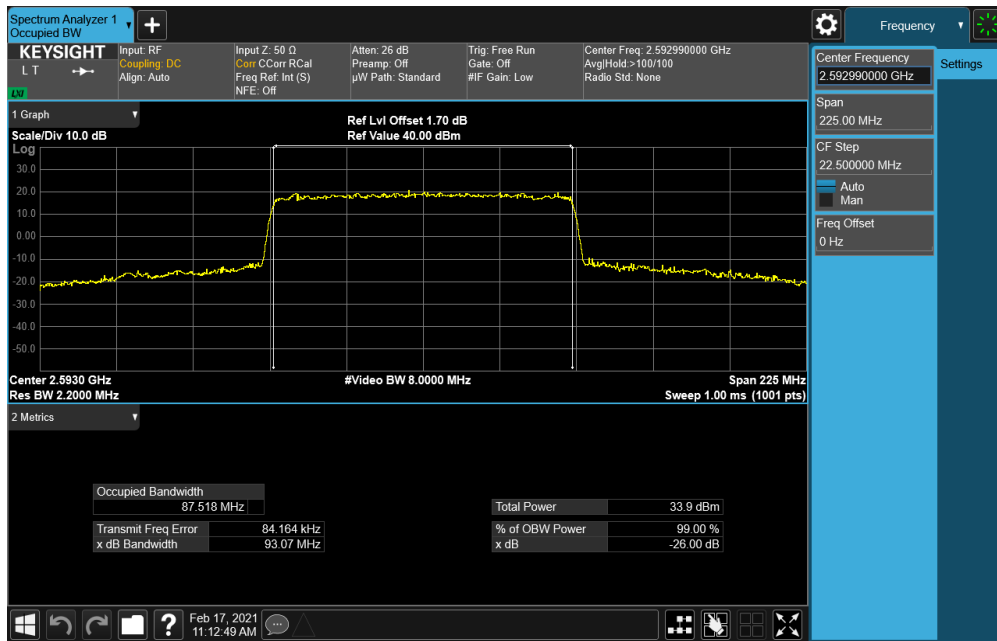 Spectrum Analyzer 1
Occupied BW
+
Frequency
KEYSIGHT
L T
LXI
Input: RF
Coupling: DC
Align: Auto
Input Z: 50 Ω
Corr CCorr RCal
Freq Ref: Int (S)
NFE: Off
Atten: 26 dB
Preamp: Off
µW Path: Standard
Trig: Free Run
Gate: Off
#IF Gain: Low
Center Freq: 2.592990000 GHz
Avg|Hold:>100/100
Radio Std: None
Center Frequency
2.592990000 GHz
Settings
Span
225.00 MHz
CF Step
22.500000 MHz
Auto
Man
Freq Offset
0 Hz
1 Graph
Scale/Div 10.0 dB
Ref Lvl Offset 1.70 dB
Ref Value 40.00 dBm
Log
30.0
20.0
10.0
0.00
-10.0
-20.0
-30.0
-40.0
-50.0
Center 2.5930 GHz
#Video BW 8.0000 MHz
Span 225 MHz
Res BW 2.2000 MHz
Sweep 1.00 ms (1001 pts)
2 Metrics
Occupied Bandwidth
87.518 MHz
Total Power 33.9 dBm
Transmit Freq Error 84.164 kHz
% of OBW Power 99.00 %
x dB Bandwidth 93.07 MHz
x dB -26.00 dB
?
Feb 17, 2021
11:12:49 AM